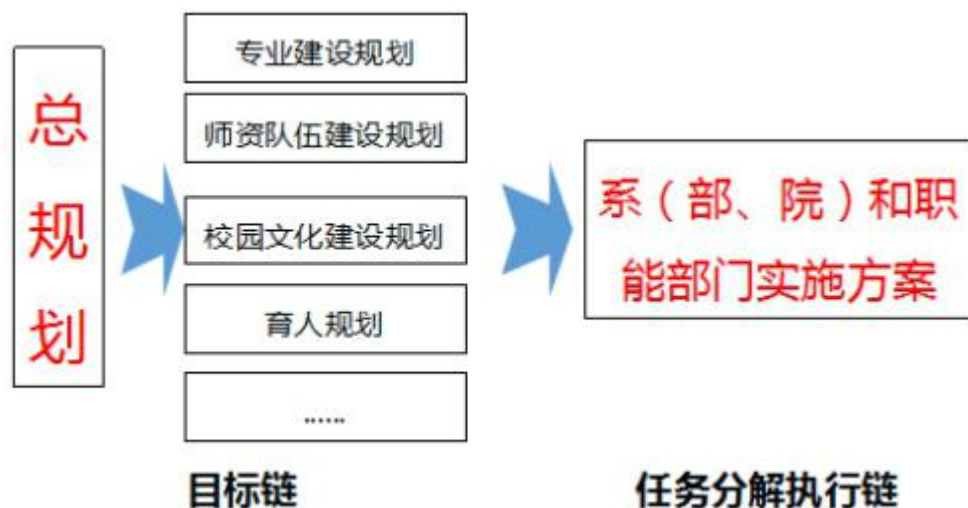 总规划
专业建设规划
师资队伍建设规划
校园文化建设规划
育人规划
……
系（部、院）和职
能部门实施方案
目标链
任务分解执行链